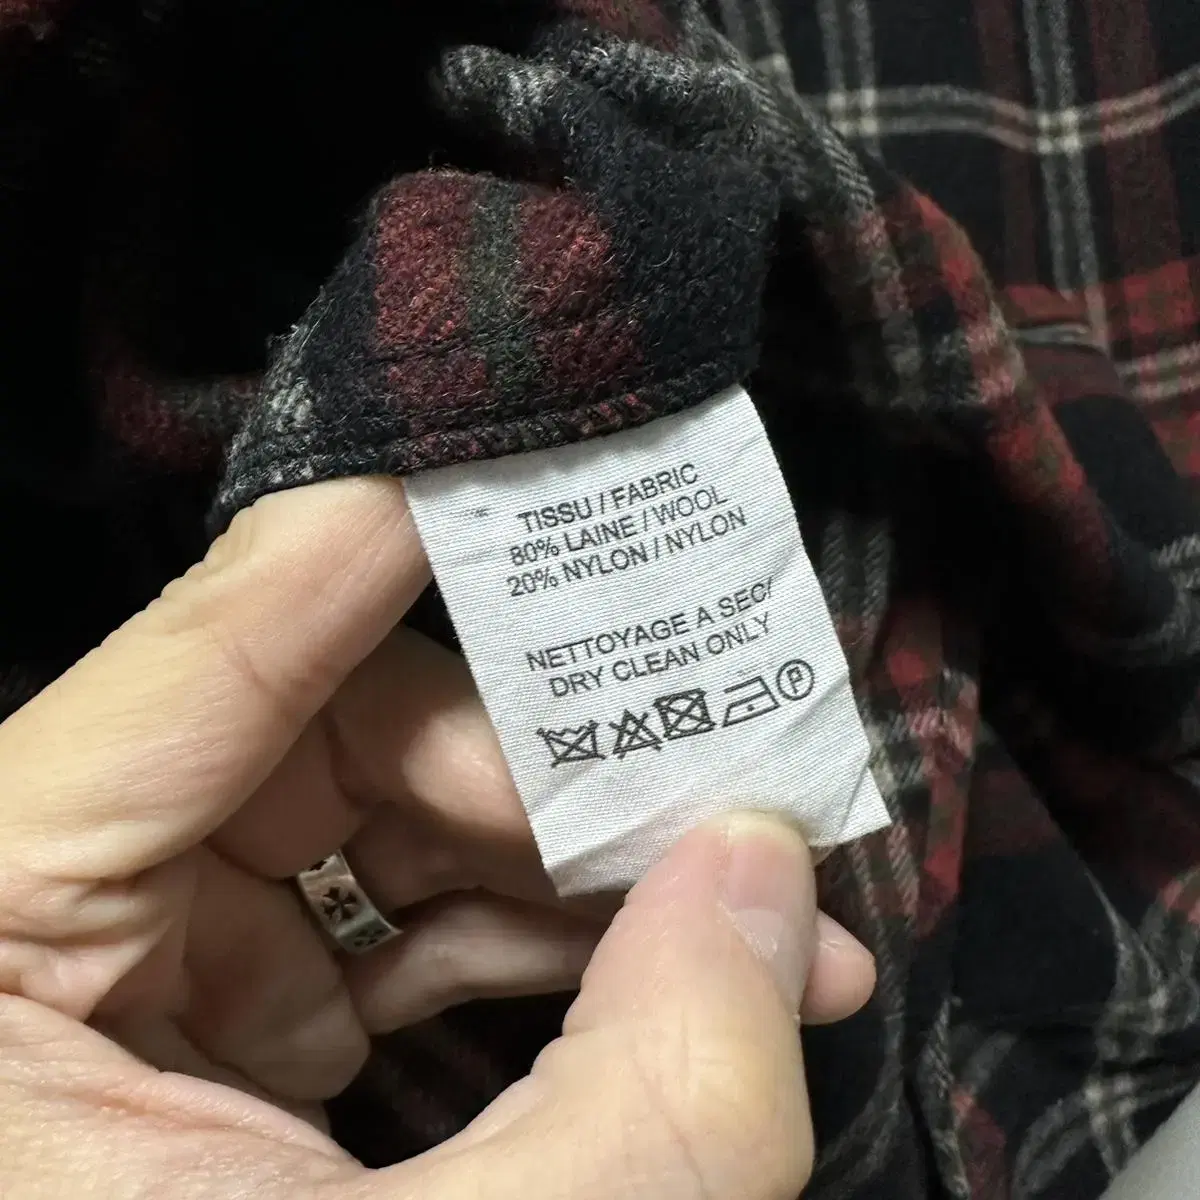 TISSU / FABRIC
80% LAINE / WOOL
20% NYLON / NYLON
NETTOYAGE A SEC/
DRY CLEAN ONLY
P